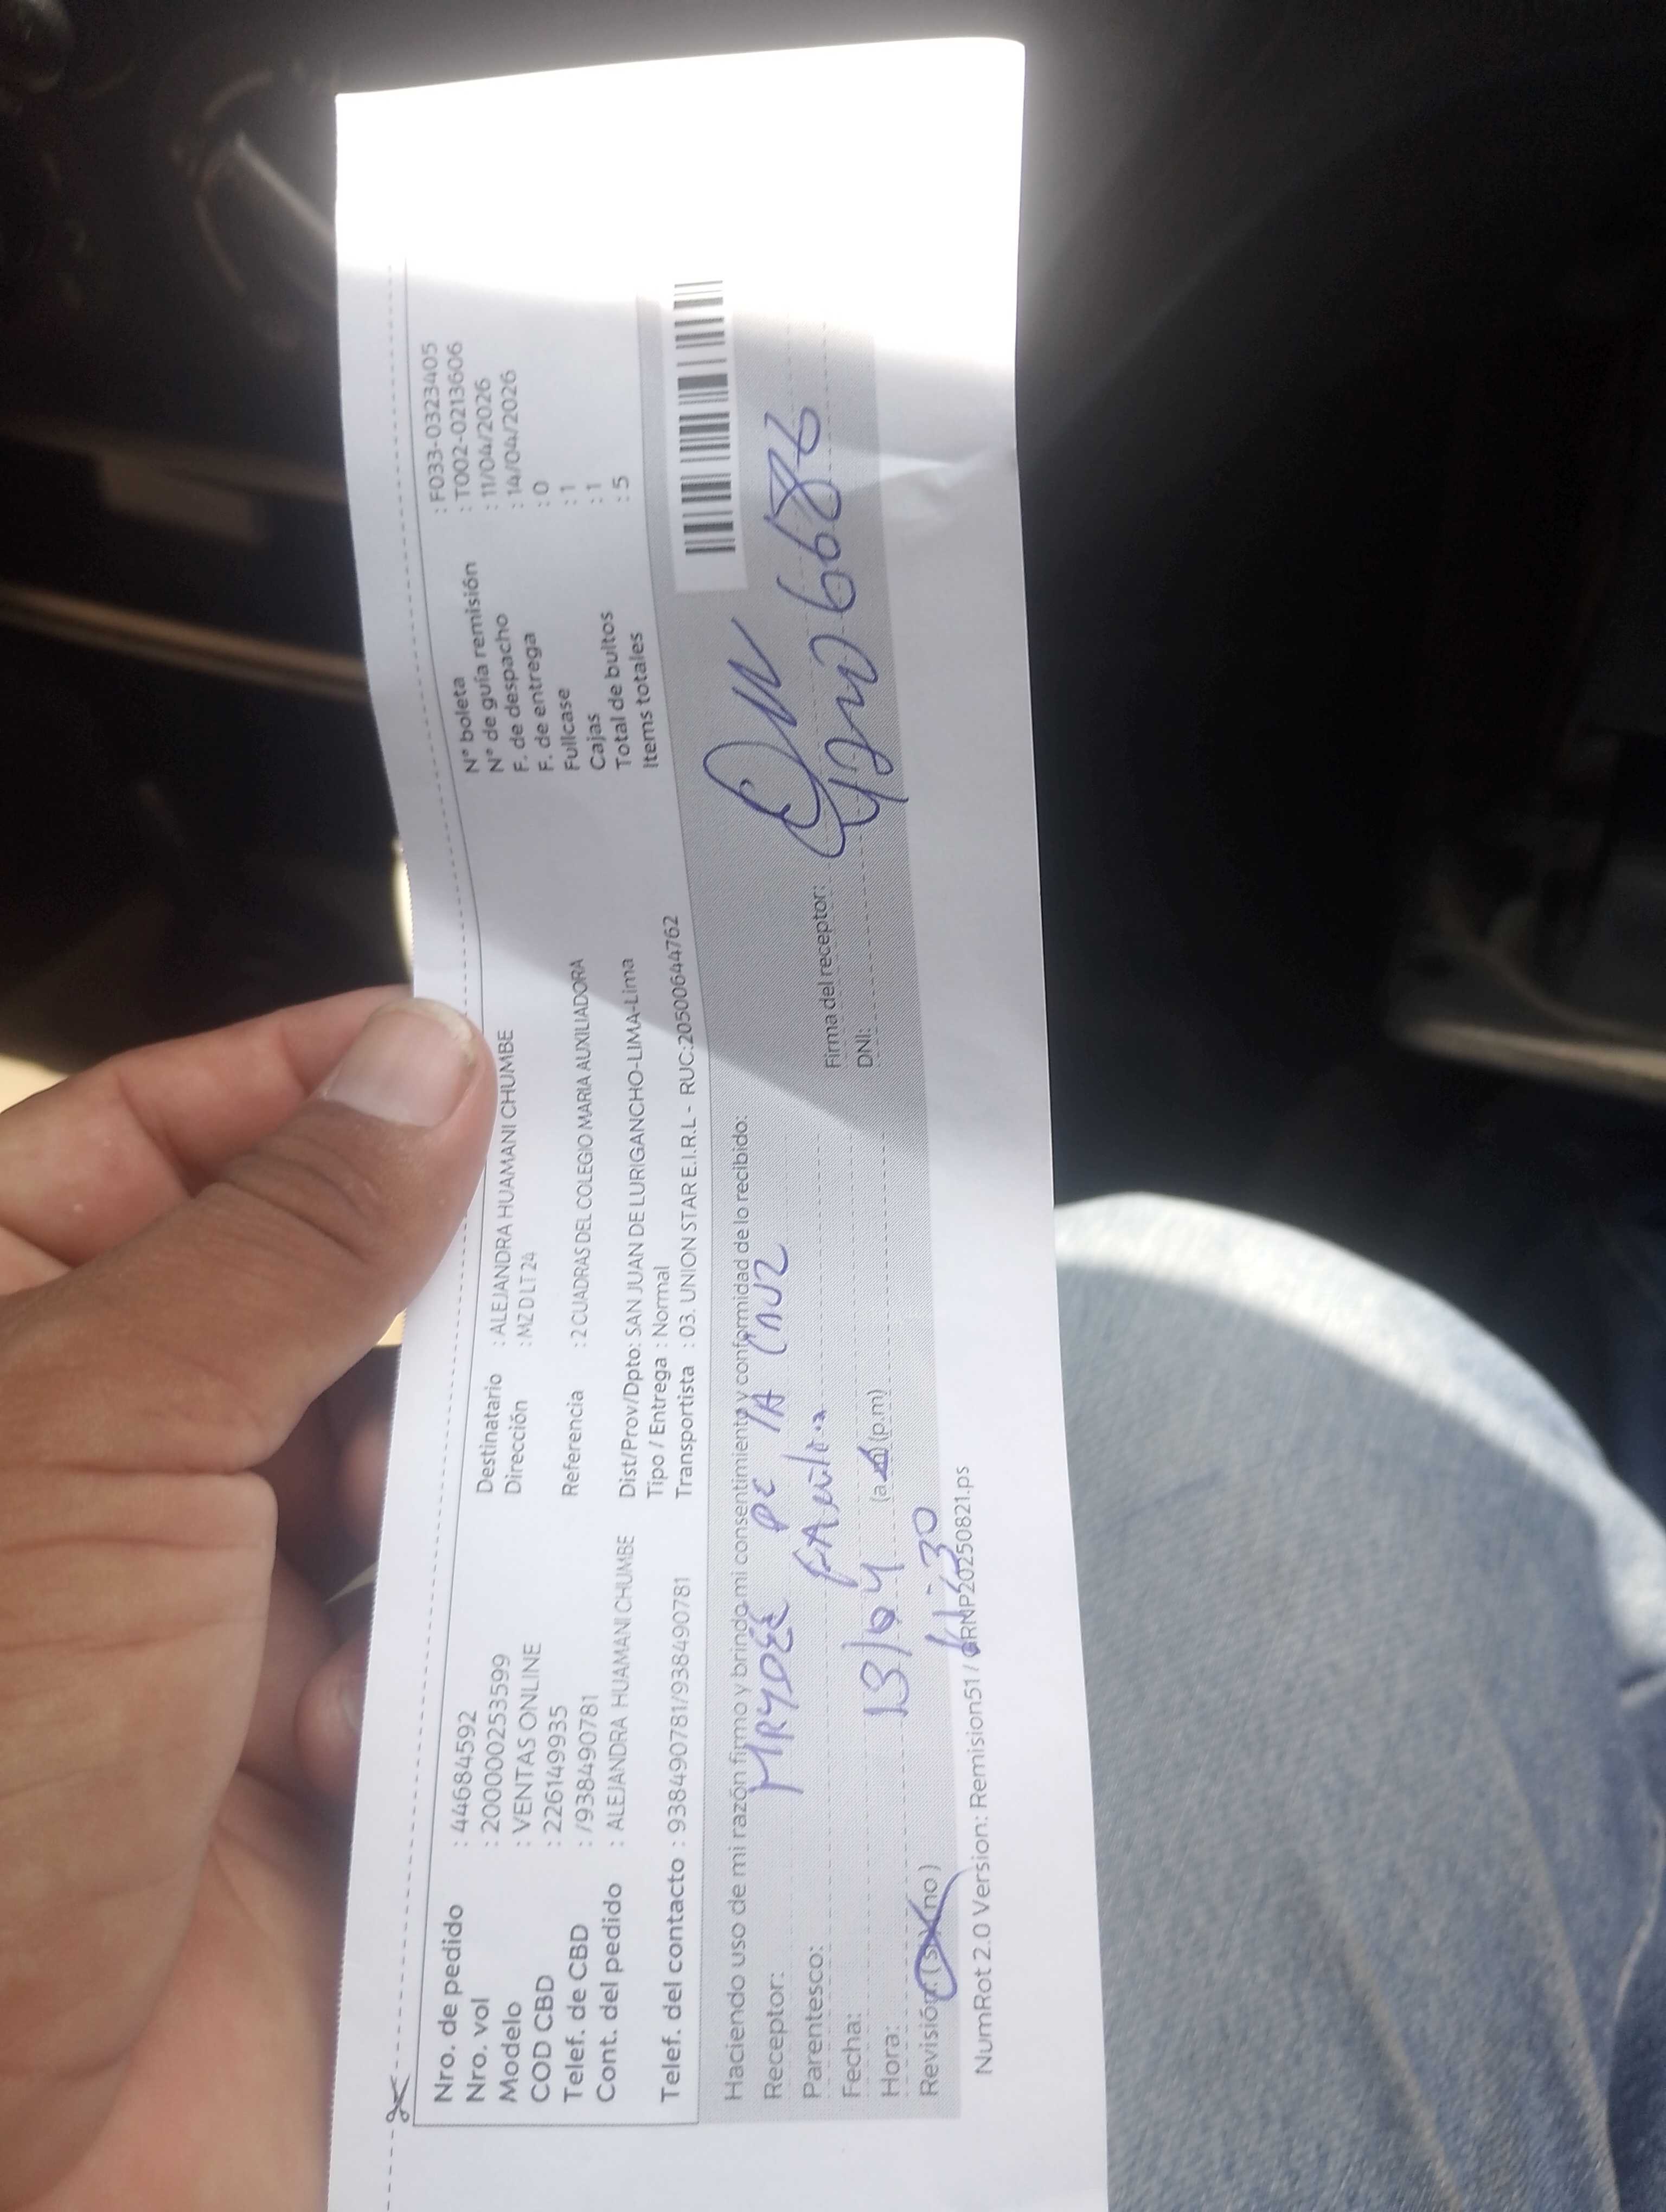 Nro. de pedido : 44684592
Nro. vol : 2000000253599
Modelo : VENTAS ONLINE
COD CBD : 226149935
Telef. de CBD : /938490781
Cont. del pedido : ALEJANDRA HUAMANI CHUMBE
Telef. del contacto : 938490781/938490781
Destinatario : ALEJANDRA HUAMANI CHUMBE
Dirección : MZ D LT 24
Referencia : 2 CUADRAS DEL COLEGIO MARIA AUXILIADORA
Dist/Prov/Dpto: SAN JUAN DE LURIGANCHO-LIMA-Lima
Tipo / Entrega : Normal
Transportista : 03. UNION STAR E.I.R.L - RUC:20500644762
N° boleta : F033-0323405
N° de guía remisión : T002-0213606
F. de despacho : 11/04/2026
F. de entrega : 14/04/2026
Fullcase : 0
Cajas : 1
Total de bultos : 1
Items totales : 5
Haciendo uso de mi razón firmo y brindo mi consentimiento y conformidad de lo recibido:
Receptor: DE LA CRUZ
Parentesco:
Fecha: 13/04
Hora: (a.m) (p.m)
Revisión: (si) (no)
Firma del receptor:
DNI:
NumRot 2.0 Version: Remision51 / GRNP20250821.ps